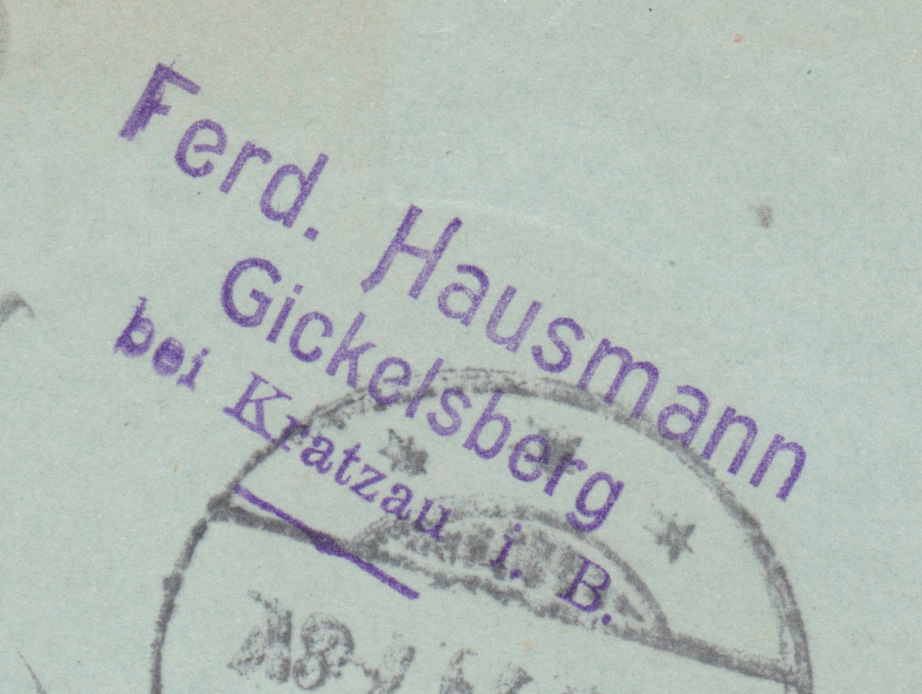 Ferd. Hausmann
Gickelsberg
bei Kratzau i. B.